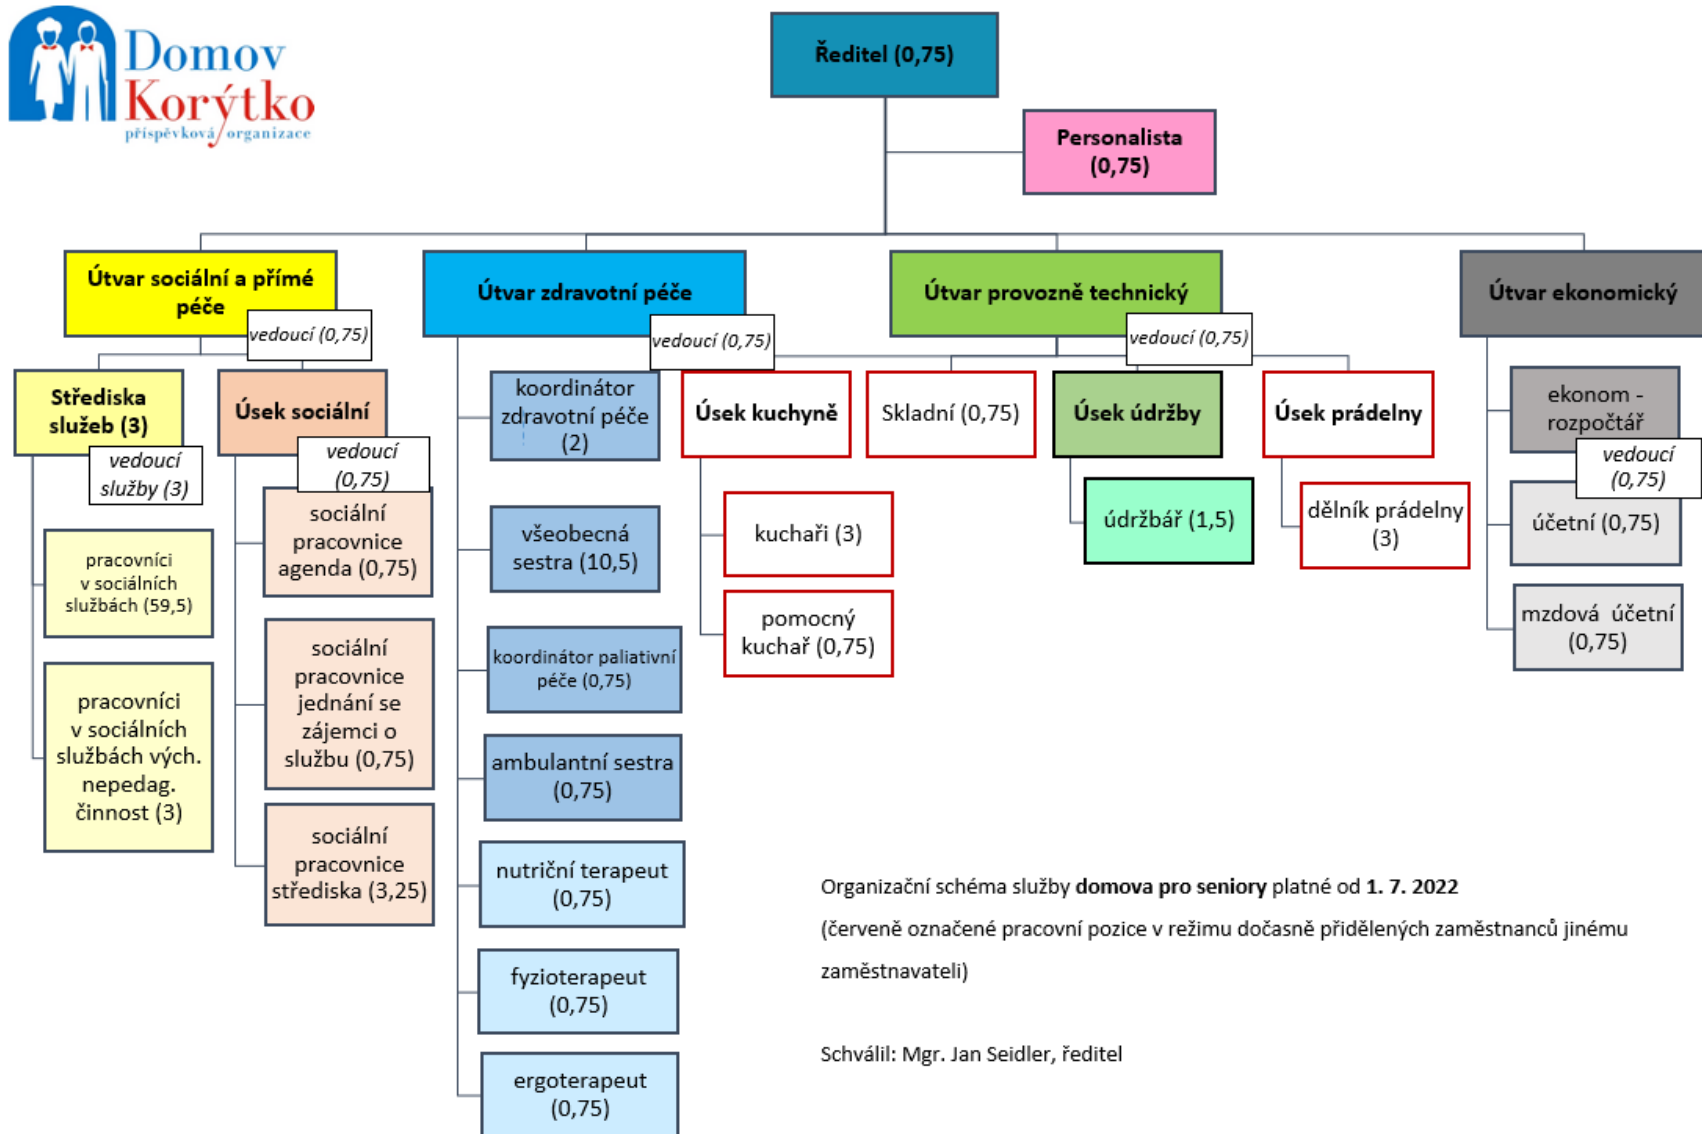 Domov
Korýtko
příspěvková organizace
Ředitel (0,75)
Personalista
(0,75)
Útvar sociální a přímé
péče
vedoucí (0,75)
Střediska
služeb (3)
vedoucí
služby (3)
pracovníci
v sociálních
službách (59,5)
pracovníci
v sociálních
službách vých.
nepedag.
činnost (3)
Úsek sociální
vedoucí
(0,75)
sociální
pracovnice
agenda (0,75)
sociální
pracovnice
jednání se
zájemci o
službu (0,75)
sociální
pracovnice
střediska (3,25)
Útvar zdravotní péče
vedoucí (0,75)
koordinátor
zdravotní péče
(2)
všeobecná
sestra (10,5)
koordinátor paliativní
péče (0,75)
ambulantní sestra
(0,75)
nutriční terapeut
(0,75)
fyzioterapeut
(0,75)
ergoterapeut
(0,75)
Útvar provozně technický
vedoucí (0,75)
Úsek kuchyně
kuchaři (3)
pomocný
kuchař (0,75)
Skladní (0,75)
Úsek údržby
údržbář (1,5)
Úsek prádelny
dělník prádelny
(3)
Útvar ekonomický
ekonom -
rozpočtář
vedoucí
(0,75)
účetní (0,75)
mzdová účetní
(0,75)
Organizační schéma služby domova pro seniory platné od 1. 7. 2022
(červeně označené pracovní pozice v režimu dočasně přidělených zaměstnanců jinému
zaměstnavateli)
Schválil: Mgr. Jan Seidler, ředitel